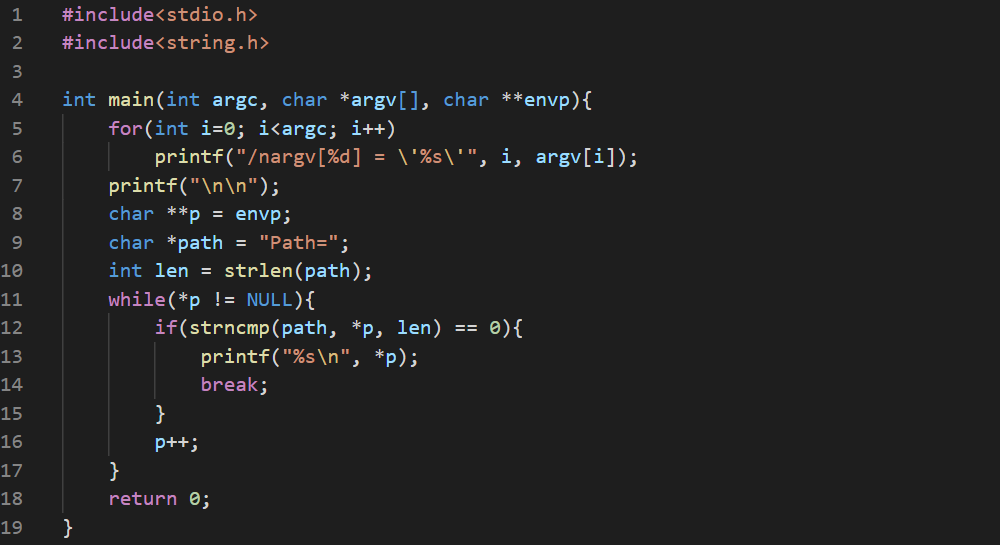 1 #include<stdio.h>
2 #include<string.h>
3
4 int main(int argc, char *argv[], char **envp){
5     for(int i=0; i<argc; i++)
6         printf("/nargv[%d] = \'%s\'", i, argv[i]);
7     printf("\n\n");
8     char **p = envp;
9     char *path = "Path=";
10     int len = strlen(path);
11     while(*p != NULL){
12         if(strncmp(path, *p, len) == 0){
13             printf("%s\n", *p);
14             break;
15         }
16         p++;
17     }
18     return 0;
19 }